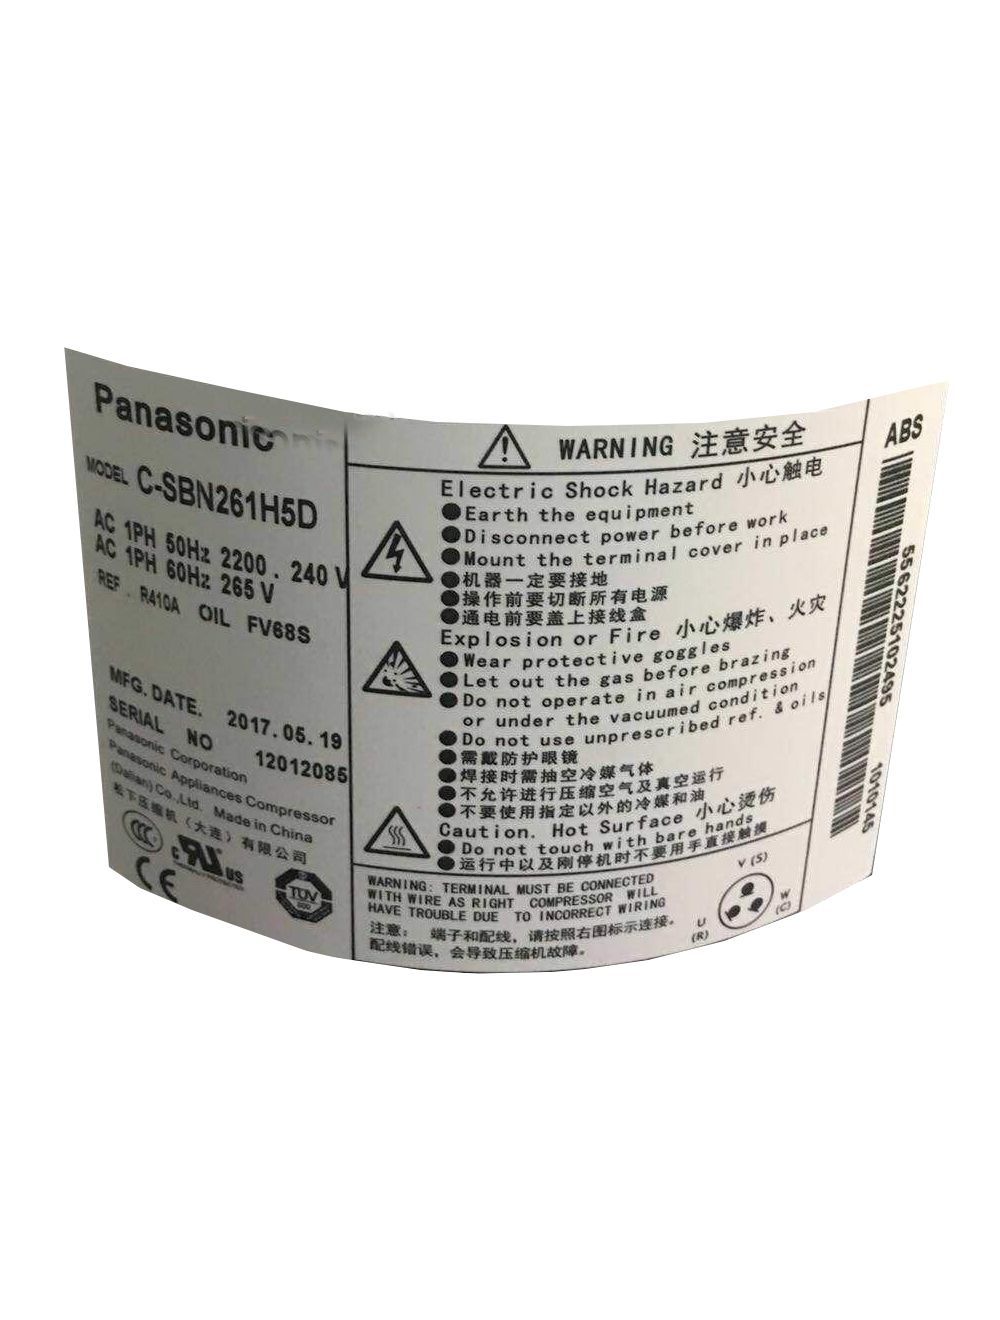 Panasonic
MODEL C-SBN261H5D
AC 1PH 50Hz 2200 . 240 V
AC 1PH 60Hz 265 V
REF . R410A OIL FV68S
MFG. DATE. 2017.05.19
SERIAL NO 12012085
Panasonic Corporation
Panasonic Appliances Compressor
(Dalian) Co.,Ltd. Made in China
松下压缩机（大连）有限公司
CCC
c RU US
CE
TÜV
WARNING 注意安全
Electric Shock Hazard 小心触电
●Earth the equipment
●Disconnect power before work
●Mount the terminal cover in place
●机器一定要接地
●操作前要切断所有电源
●通电前要盖上接线盒
Explosion or Fire 小心爆炸、火灾
●Wear protective goggles
●Let out the gas before brazing
●Do not operate in air compression
or under the vacuumed condition
●Do not use unprescribed ref. & oils
●需戴防护眼镜
●焊接时需抽空冷媒气体
●不允许进行压缩空气及真空运行
●不要使用指定以外的冷媒和油
Caution. Hot Surface 小心烫伤
●Do not touch with bare hands
●运行中以及刚停机时不要用手直接触摸
WARNING: TERMINAL MUST BE CONNECTED
WITH WIRE AS RIGHT COMPRESSOR WILL
HAVE TROUBLE DUE TO INCORRECT WIRING
注意： 端子和配线，请按照右图标示连接。
配线错误，会导致压缩机故障。
V (S)
U
(R)
W
(C)
ABS
55622251024955 10101745